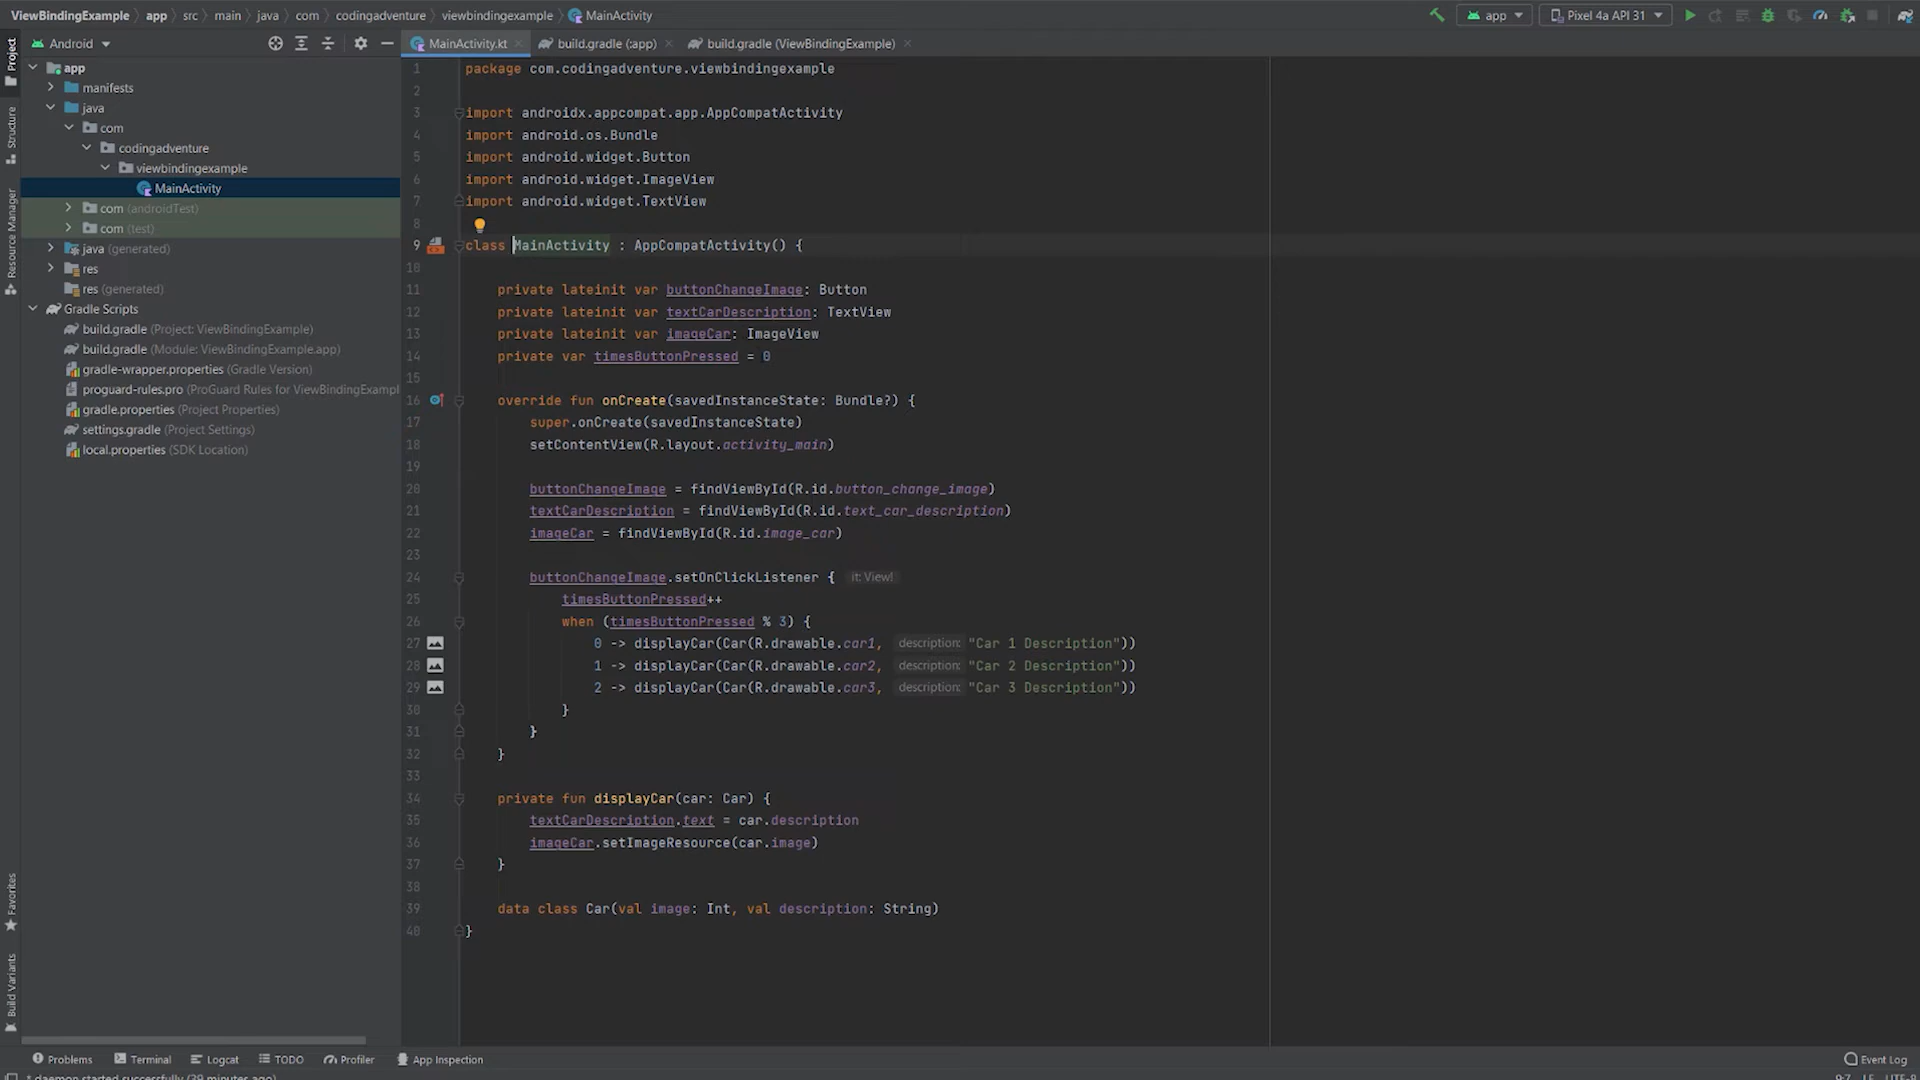 ViewBindingExample app src main java com codingadventure viewbindingexample MainActivity app Pixel 4a API 31
Android
MainActivity.kt build.gradle (:app) build.gradle (ViewBindingExample)
Project
Structure
Resource Manager
Favorites
Build Variants
app
manifests
java
com
codingadventure
viewbindingexample
MainActivity
com (androidTest)
com (test)
java (generated)
res
res (generated)
Gradle Scripts
build.gradle (Project: ViewBindingExample)
build.gradle (Module: ViewBindingExample.app)
gradle-wrapper.properties (Gradle Version)
proguard-rules.pro (ProGuard Rules for ViewBindingExampl
gradle.properties (Project Properties)
settings.gradle (Project Settings)
local.properties (SDK Location)
1 package com.codingadventure.viewbindingexample
2
3 import androidx.appcompat.app.AppCompatActivity
4 import android.os.Bundle
5 import android.widget.Button
6 import android.widget.ImageView
7 import android.widget.TextView
8
9 class MainActivity : AppCompatActivity() {
10
11 private lateinit var buttonChangeImage: Button
12 private lateinit var textCarDescription: TextView
13 private lateinit var imageCar: ImageView
14 private var timesButtonPressed = 0
15
16 override fun onCreate(savedInstanceState: Bundle?) {
17 super.onCreate(savedInstanceState)
18 setContentView(R.layout.activity_main)
19
20 buttonChangeImage = findViewById(R.id.button_change_image)
21 textCarDescription = findViewById(R.id.text_car_description)
22 imageCar = findViewById(R.id.image_car)
23
24 buttonChangeImage.setOnClickListener { it: View!
25 timesButtonPressed++
26 when (timesButtonPressed % 3) {
27 0 -> displayCar(Car(R.drawable.car1, description: "Car 1 Description"))
28 1 -> displayCar(Car(R.drawable.car2, description: "Car 2 Description"))
29 2 -> displayCar(Car(R.drawable.car3, description: "Car 3 Description"))
30 }
31 }
32 }
33
34 private fun displayCar(car: Car) {
35 textCarDescription.text = car.description
36 imageCar.setImageResource(car.image)
37 }
38
39 data class Car(val image: Int, val description: String)
40 }
Problems Terminal Logcat TODO Profiler App Inspection Event Log
* daemon started successfully (39 minutes ago) 9:7 LF UTF-8